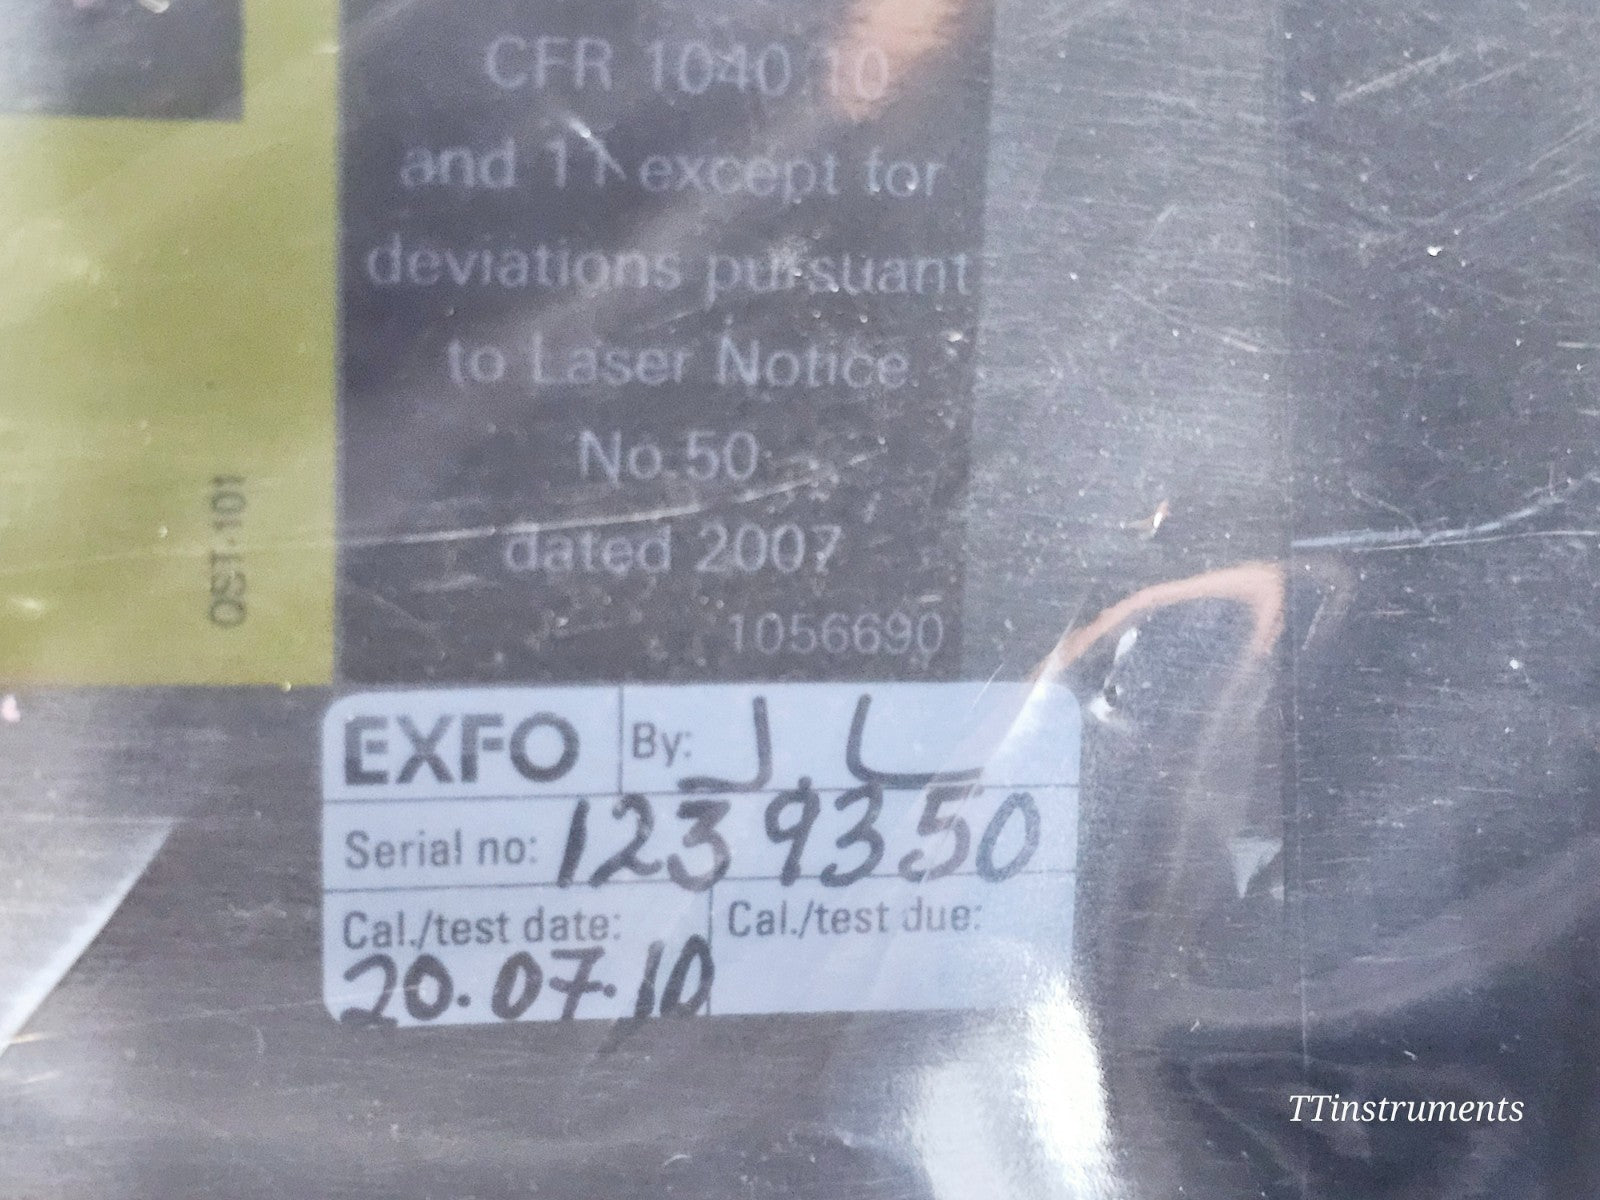 CFR 1040 10
and 11 except for
deviations pursuant
to Laser Notice
No 50
dated 2007
1056690
QST-101
EXFO By: J L
Serial no: 1239350
Cal./test date: Cal./test due:
20.07.10
TTinstruments